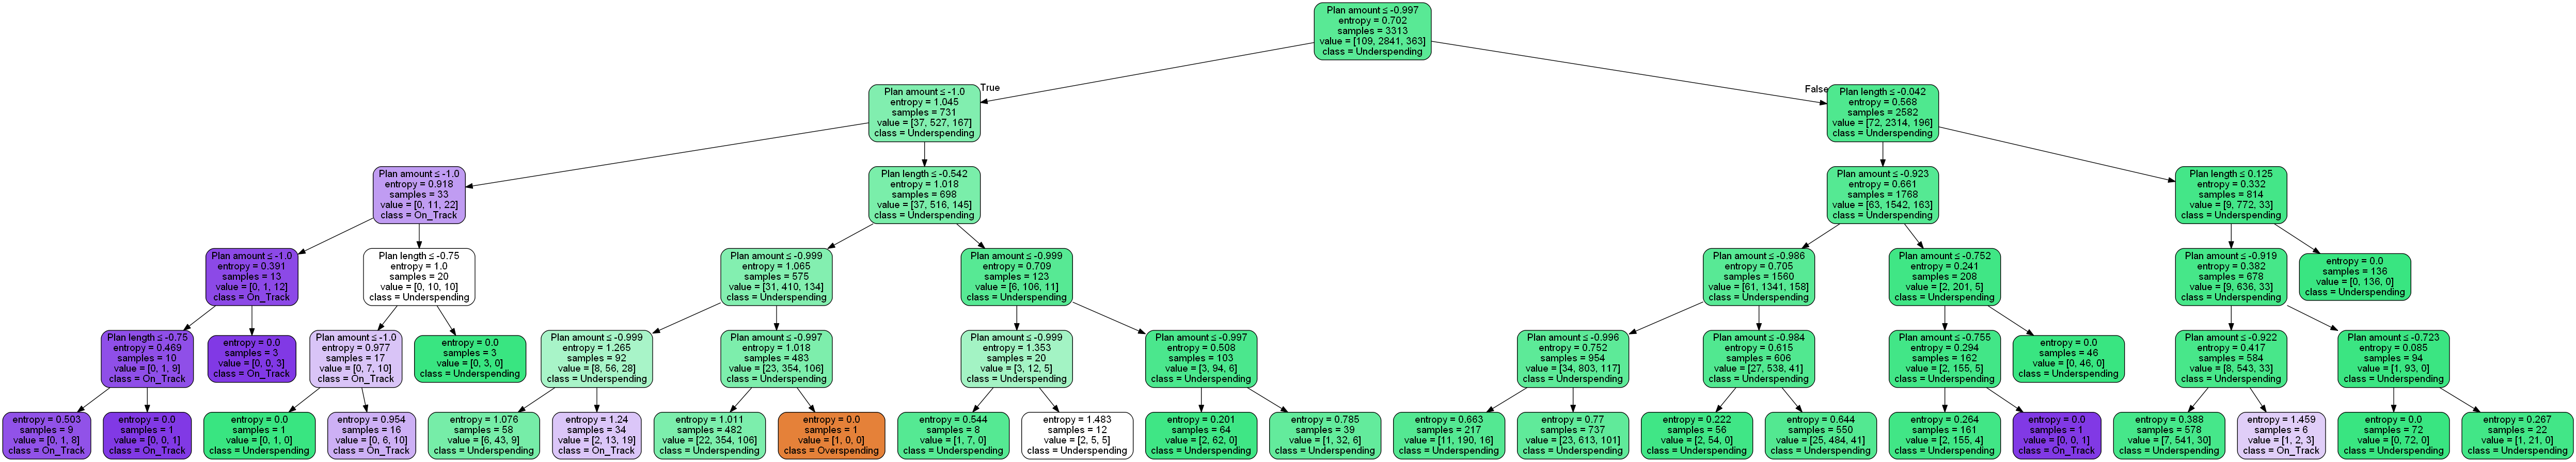 Plan amount ≤ -0.997
entropy = 0.702
samples = 3313
value = [109, 2841, 363]
class = Underspending
True
False
Plan amount ≤ -1.0
entropy = 1.045
samples = 731
value = [37, 527, 167]
class = Underspending
Plan length ≤ -0.042
entropy = 0.568
samples = 2582
value = [72, 2314, 196]
class = Underspending
Plan amount ≤ -1.0
entropy = 0.918
samples = 33
value = [0, 11, 22]
class = On_Track
Plan length ≤ -0.542
entropy = 1.018
samples = 698
value = [37, 516, 145]
class = Underspending
Plan amount ≤ -0.923
entropy = 0.661
samples = 1768
value = [63, 1542, 163]
class = Underspending
Plan length ≤ 0.125
entropy = 0.332
samples = 814
value = [9, 772, 33]
class = Underspending
Plan amount ≤ -1.0
entropy = 0.391
samples = 13
value = [0, 1, 12]
class = On_Track
Plan length ≤ -0.75
entropy = 1.0
samples = 20
value = [0, 10, 10]
class = Underspending
Plan amount ≤ -0.999
entropy = 1.065
samples = 575
value = [31, 410, 134]
class = Underspending
Plan amount ≤ -0.999
entropy = 0.709
samples = 123
value = [6, 106, 11]
class = Underspending
Plan amount ≤ -0.986
entropy = 0.705
samples = 1560
value = [61, 1341, 158]
class = Underspending
Plan amount ≤ -0.752
entropy = 0.241
samples = 208
value = [2, 201, 5]
class = Underspending
Plan amount ≤ -0.919
entropy = 0.382
samples = 678
value = [9, 636, 33]
class = Underspending
entropy = 0.0
samples = 136
value = [0, 136, 0]
class = Underspending
Plan length ≤ -0.75
entropy = 0.469
samples = 10
value = [0, 1, 9]
class = On_Track
entropy = 0.0
samples = 3
value = [0, 0, 3]
class = On_Track
Plan amount ≤ -1.0
entropy = 0.977
samples = 17
value = [0, 7, 10]
class = On_Track
entropy = 0.0
samples = 3
value = [0, 3, 0]
class = Underspending
Plan amount ≤ -0.999
entropy = 1.265
samples = 92
value = [8, 56, 28]
class = Underspending
Plan amount ≤ -0.997
entropy = 1.018
samples = 483
value = [23, 354, 106]
class = Underspending
Plan amount ≤ -0.999
entropy = 1.353
samples = 20
value = [3, 12, 5]
class = Underspending
Plan amount ≤ -0.997
entropy = 0.508
samples = 103
value = [3, 94, 6]
class = Underspending
Plan amount ≤ -0.996
entropy = 0.752
samples = 954
value = [34, 803, 117]
class = Underspending
Plan amount ≤ -0.984
entropy = 0.615
samples = 606
value = [27, 538, 41]
class = Underspending
Plan amount ≤ -0.755
entropy = 0.294
samples = 162
value = [2, 155, 5]
class = Underspending
entropy = 0.0
samples = 46
value = [0, 46, 0]
class = Underspending
Plan amount ≤ -0.922
entropy = 0.417
samples = 584
value = [8, 543, 33]
class = Underspending
Plan amount ≤ -0.723
entropy = 0.085
samples = 94
value = [1, 93, 0]
class = Underspending
entropy = 0.503
samples = 9
value = [0, 1, 8]
class = On_Track
entropy = 0.0
samples = 1
value = [0, 0, 1]
class = On_Track
entropy = 0.0
samples = 1
value = [0, 1, 0]
class = Underspending
entropy = 0.954
samples = 16
value = [0, 6, 10]
class = On_Track
entropy = 1.076
samples = 58
value = [6, 43, 9]
class = Underspending
entropy = 1.24
samples = 34
value = [2, 13, 19]
class = On_Track
entropy = 1.011
samples = 482
value = [22, 354, 106]
class = Underspending
entropy = 0.0
samples = 1
value = [1, 0, 0]
class = Overspending
entropy = 0.544
samples = 8
value = [1, 7, 0]
class = Underspending
entropy = 1.483
samples = 12
value = [2, 5, 5]
class = Underspending
entropy = 0.201
samples = 64
value = [2, 62, 0]
class = Underspending
entropy = 0.785
samples = 39
value = [1, 32, 6]
class = Underspending
entropy = 0.663
samples = 217
value = [11, 190, 16]
class = Underspending
entropy = 0.77
samples = 737
value = [23, 613, 101]
class = Underspending
entropy = 0.222
samples = 56
value = [2, 54, 0]
class = Underspending
entropy = 0.644
samples = 550
value = [25, 484, 41]
class = Underspending
entropy = 0.264
samples = 161
value = [2, 155, 4]
class = Underspending
entropy = 0.0
samples = 1
value = [0, 0, 1]
class = On_Track
entropy = 0.388
samples = 578
value = [7, 541, 30]
class = Underspending
entropy = 1.459
samples = 6
value = [1, 2, 3]
class = On_Track
entropy = 0.0
samples = 72
value = [0, 72, 0]
class = Underspending
entropy = 0.267
samples = 22
value = [1, 21, 0]
class = Underspending